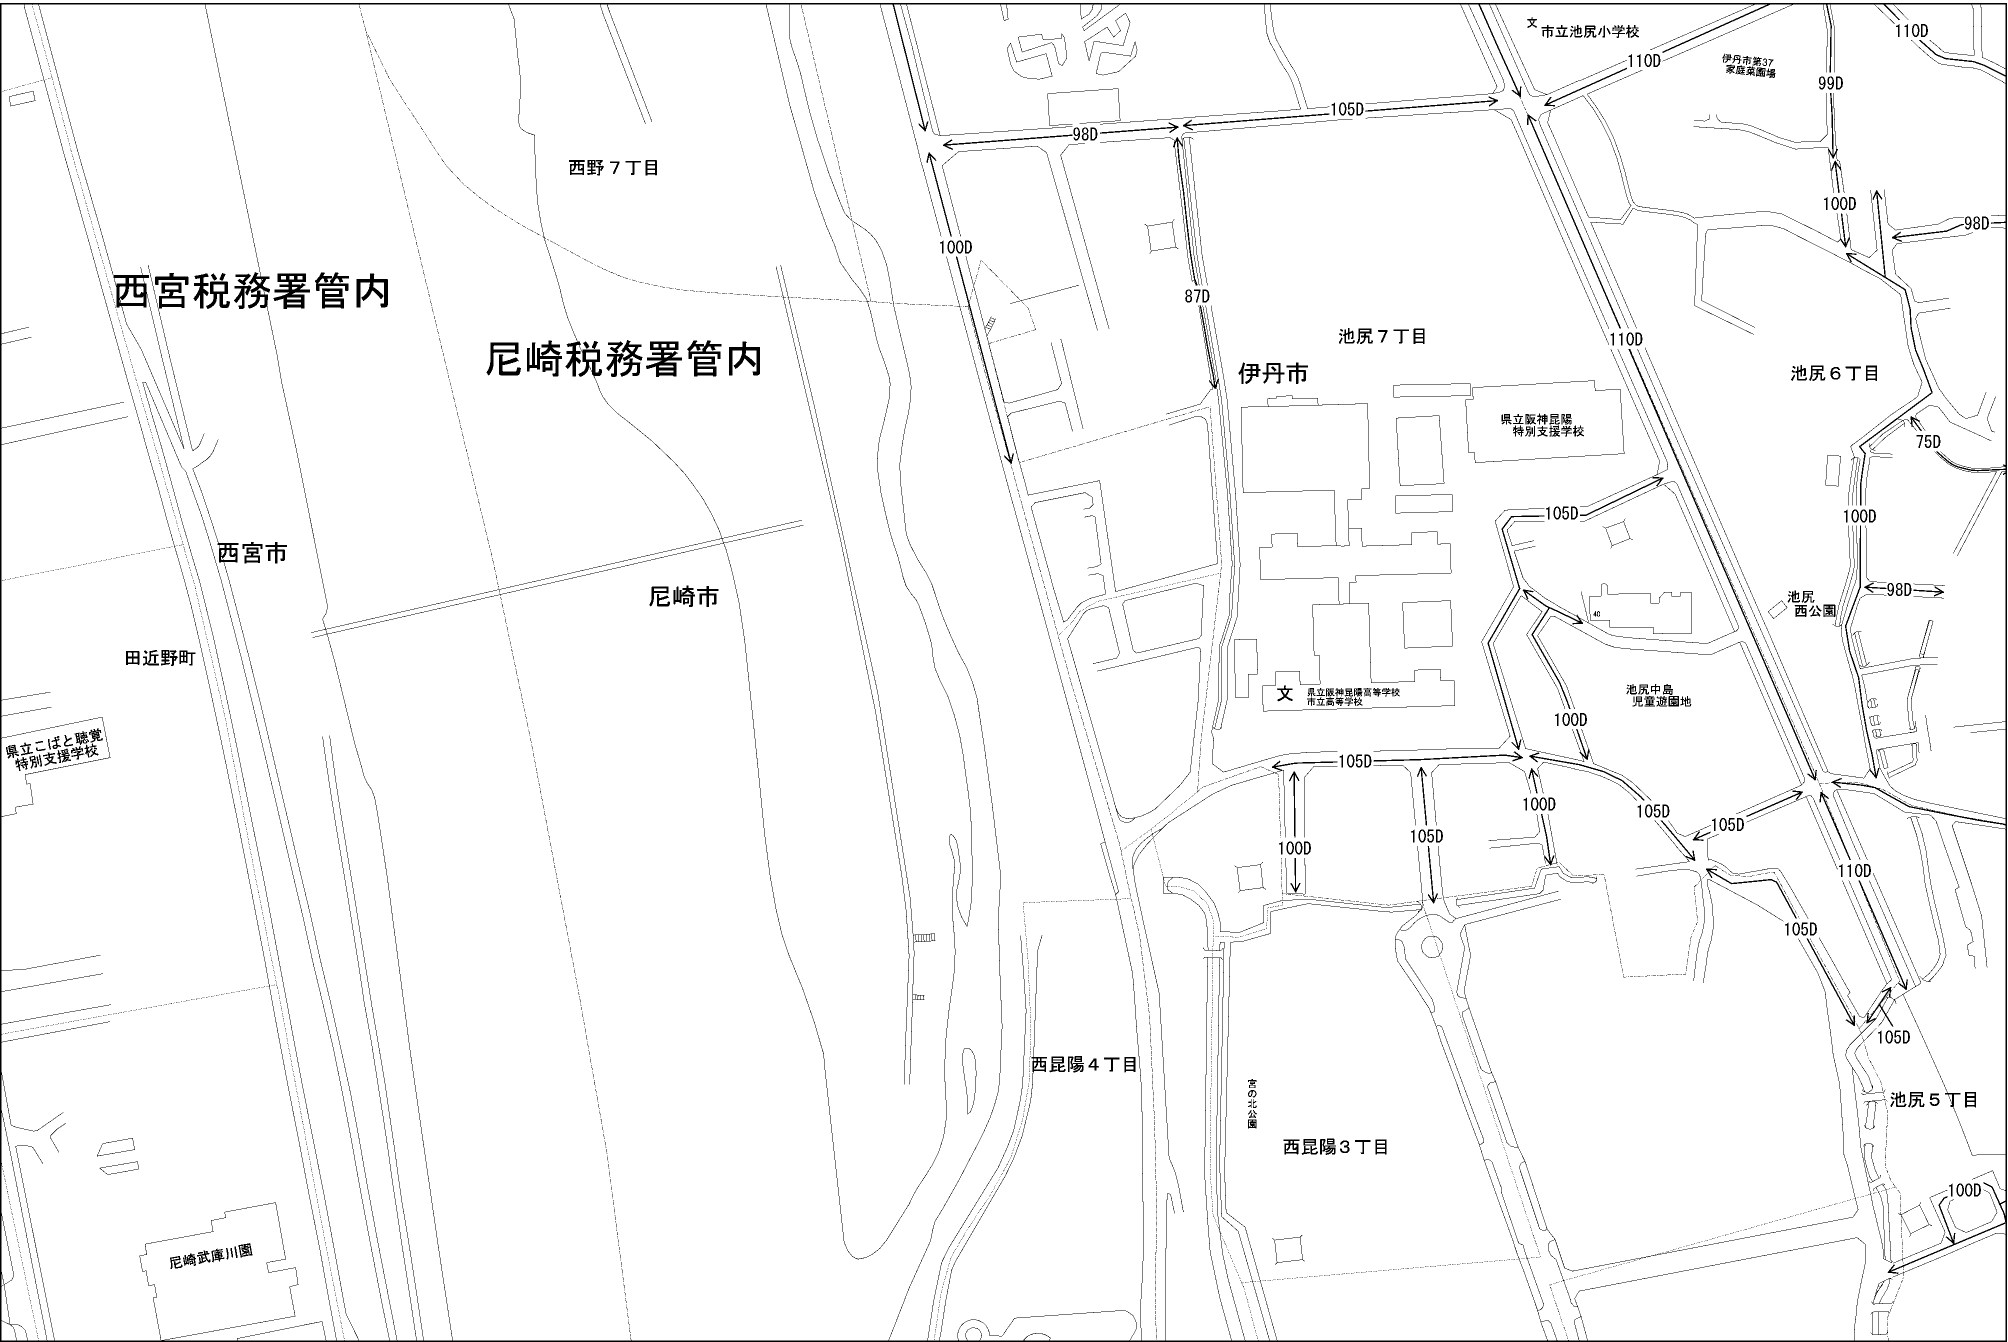 文
市立池尻小学校
110D
110D
伊丹市第37
家庭菜園場
99D
105D
98D
西野７丁目
100D
98D
100D
西宮税務署管内
87D
110D
池尻７丁目
尼崎税務署管内
伊丹市
池尻６丁目
県立阪神昆陽
特別支援学校
75D
105D
100D
西宮市
尼崎市
98D
池尻
西公園
40
田近野町
文
県立阪神昆陽高等学校
市立高等学校
池尻中島
児童遊園地
100D
県立こばと聴覚
特別支援学校
105D
100D
105D
105D
105D
100D
110D
105D
105D
西昆陽４丁目
宮の北公園
池尻５丁目
西昆陽３丁目
100D
尼崎武庫川園